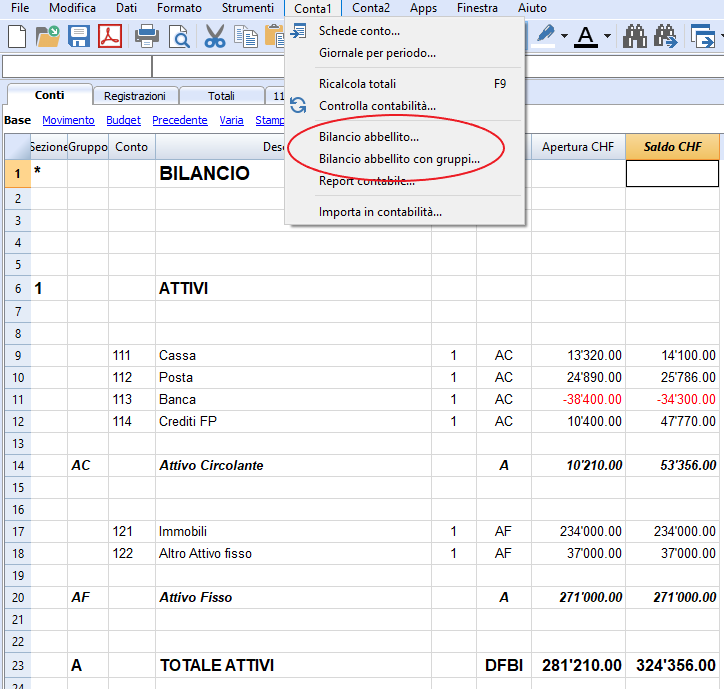 File Modifica Dati Formato Strumenti Conta1 Conta2 Apps Finestra Aiuto
Schede conto...
Giornale per periodo...
Ricalcola totali F9
Controlla contabilità...
Bilancio abbellito...
Bilancio abbellito con gruppi...
Report contabile...
Importa in contabilità...
A
Conti Registrazioni Totali 11
Base Movimento Budget Precedente Varia Stamp
Sezione Gruppo Conto Des Apertura CHF Saldo CHF
1 * BILANCIO
2
3
4
5
6 1 ATTIVI
7
8
9 111 Cassa 1 AC 13'320.00 14'100.00
10 112 Posta 1 AC 24'890.00 25'786.00
11 113 Banca 1 AC -38'400.00 -34'300.00
12 114 Crediti FP 1 AC 10'400.00 47'770.00
13
14 AC Attivo Circolante A 10'210.00 53'356.00
15
16
17 121 Immobili 1 AF 234'000.00 234'000.00
18 122 Altro Attivo fisso 1 AF 37'000.00 37'000.00
19
20 AF Attivo Fisso A 271'000.00 271'000.00
21
22
23 A TOTALE ATTIVI DFBI 281'210.00 324'356.00
24